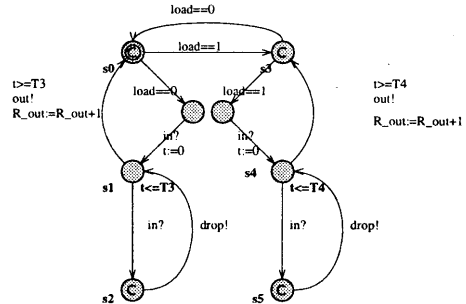 load==0
C
s0
load==1
C
s3
t>=T3
out!
R_out:=R_out+1
load==0
load==1
t>=T4
out!
R_out:=R_out+1
in?
t:=0
in?
t:=0
s1
t<=T3
s4
t<=T4
in?
drop!
in?
drop!
C
s2
C
s5